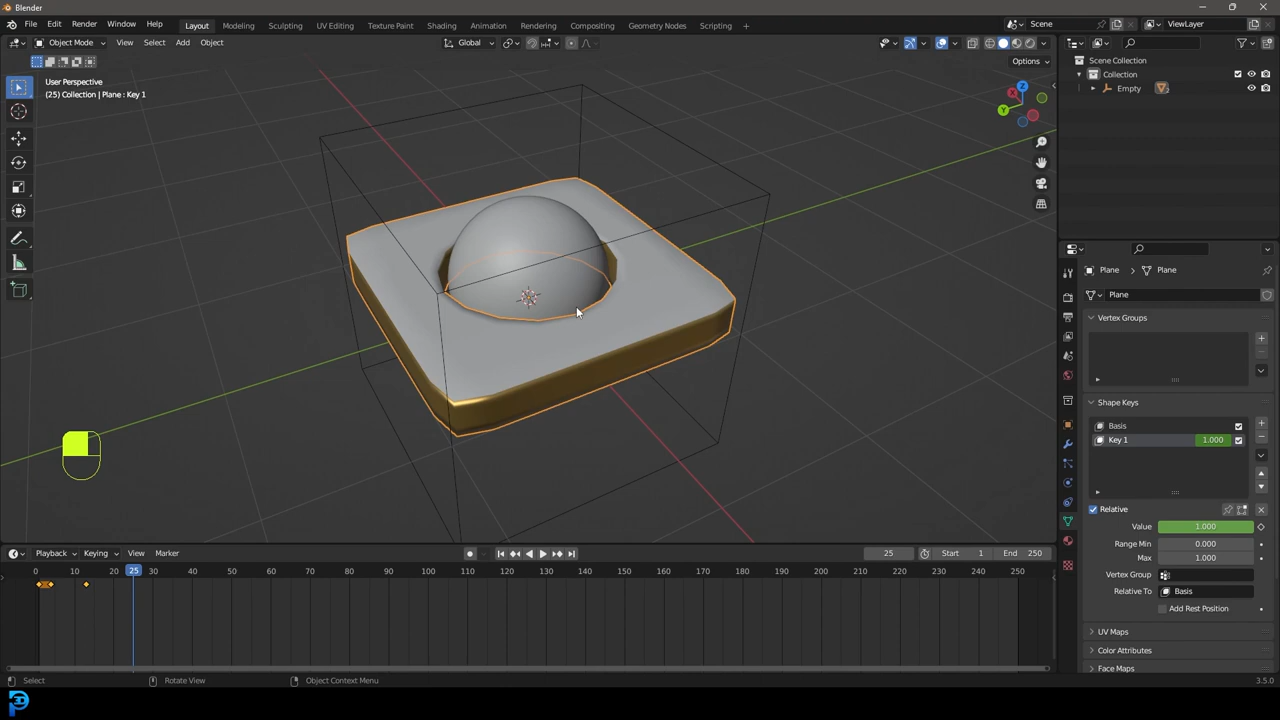 Blender
File Edit Render Window Help Layout Modeling Sculpting UV Editing Texture Paint Shading Animation Rendering Compositing Geometry Nodes Scripting + Scene ViewLayer
Object Mode View Select Add Object Global
Options
User Perspective
(25) Collection | Plane : Key 1
X
Y
Z
Scene Collection
Collection
Empty
Plane Plane
Plane
Vertex Groups
Shape Keys
Basis
Key 1 1.000
Relative
Value 1.000
Range Min 0.000
Max 1.000
Vertex Group
Relative To Basis
Add Rest Position
UV Maps
Color Attributes
Face Maps
Playback Keying View Marker 25 Start 1 End 250
0 10 20 25 30 40 50 60 70 80 90 100 110 120 130 140 150 160 170 180 190 200 210 220 230 240 250
Select Rotate View Object Context Menu 3.5.0